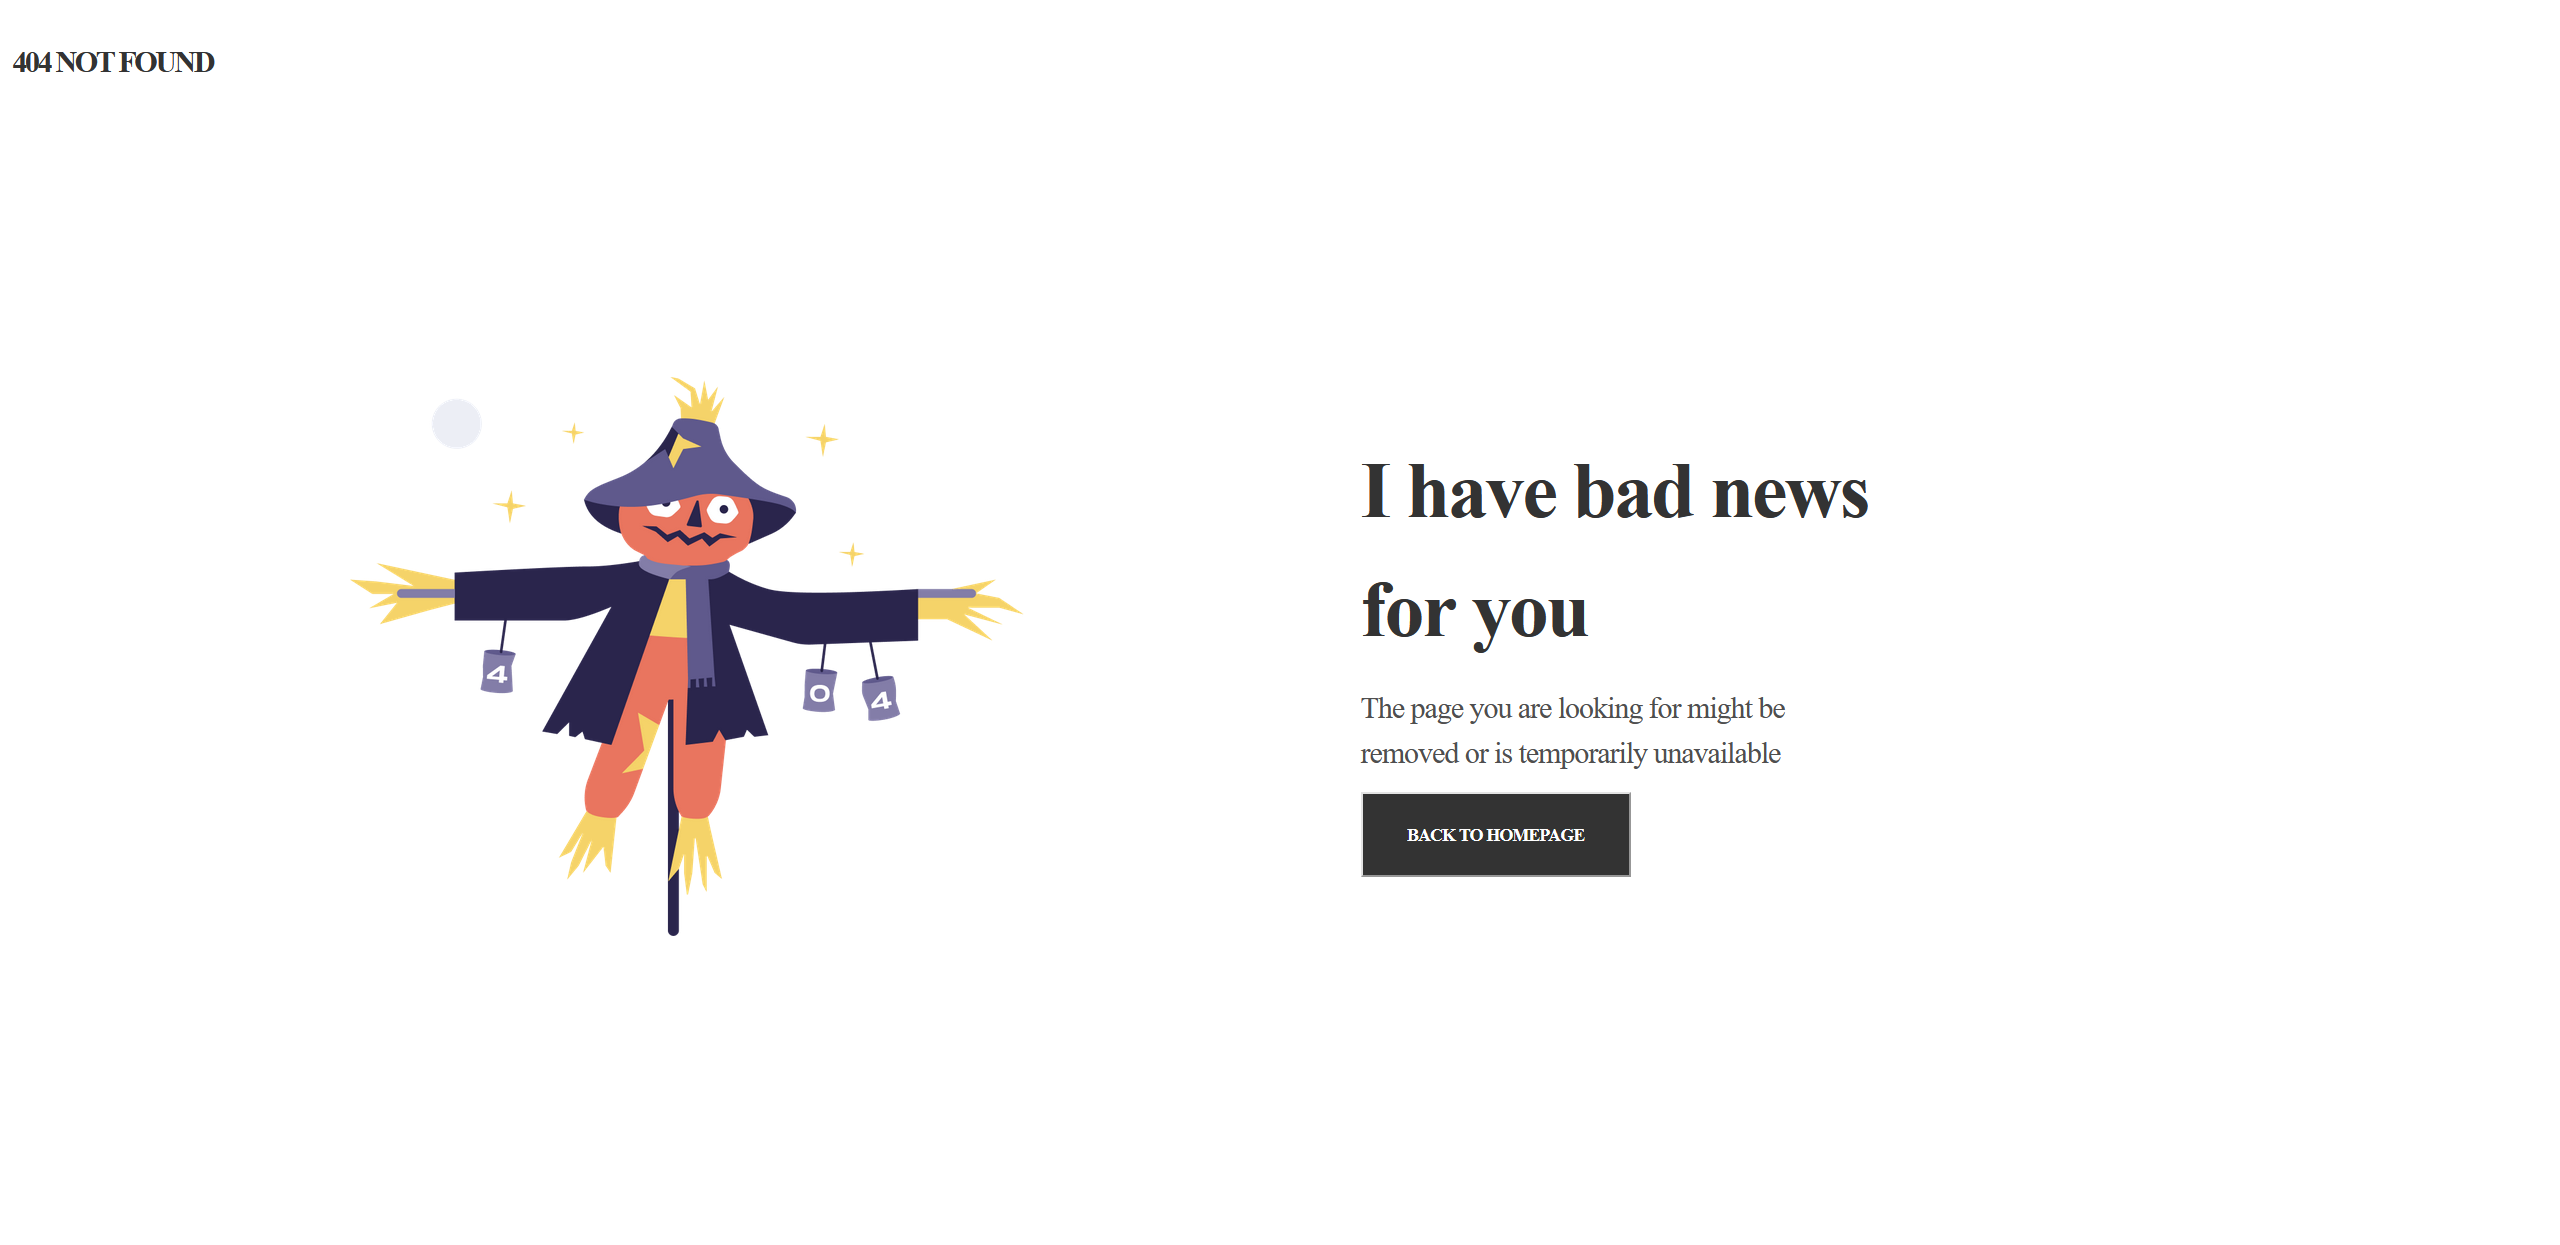 404 NOT FOUND
4
0
4
I have bad news
for you
The page you are looking for might be
removed or is temporarily unavailable
BACK TO HOMEPAGE